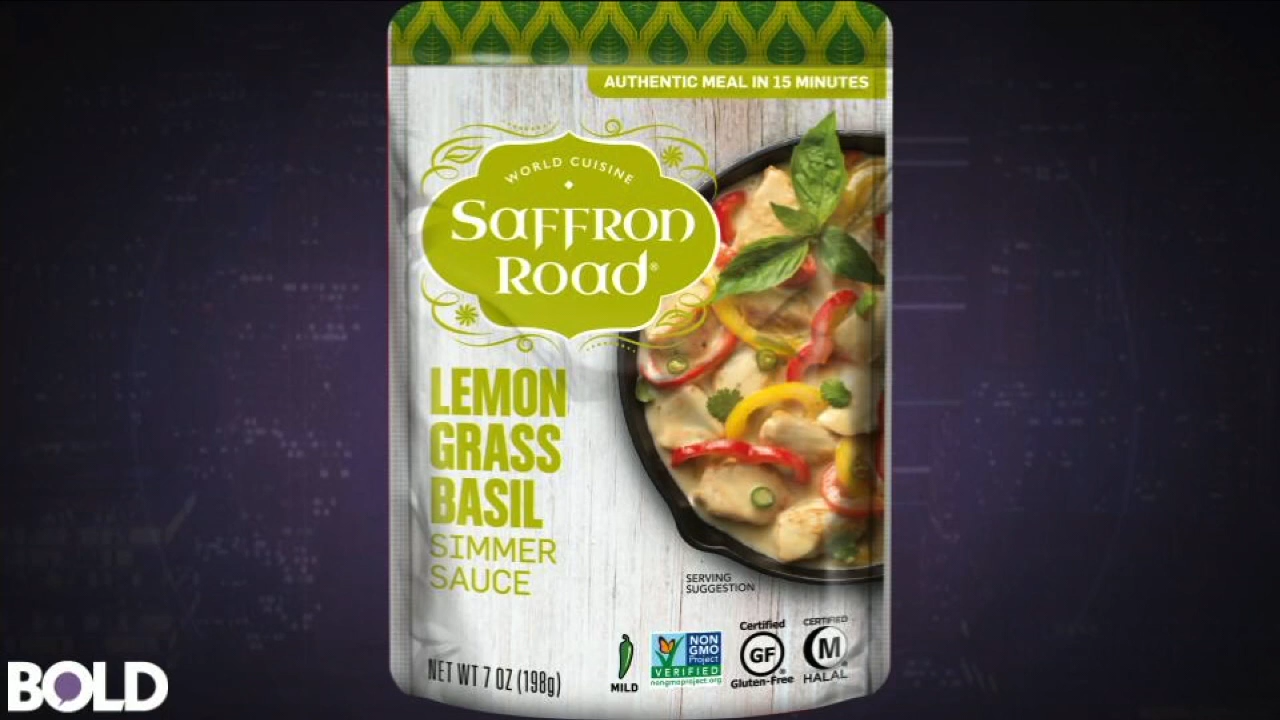 AUTHENTIC MEAL IN 15 MINUTES
WORLD CUISINE
SAFFRON
ROAD®
LEMON
GRASS
BASIL
SIMMER
SAUCE
SERVING
SUGGESTION
NET WT 7 OZ (198g)
MILD
NON
GMO
Project
VERIFIED
nongmoproject.org
Certified
GF
Gluten-Free
CERTIFIED
M
HALAL
BOLD